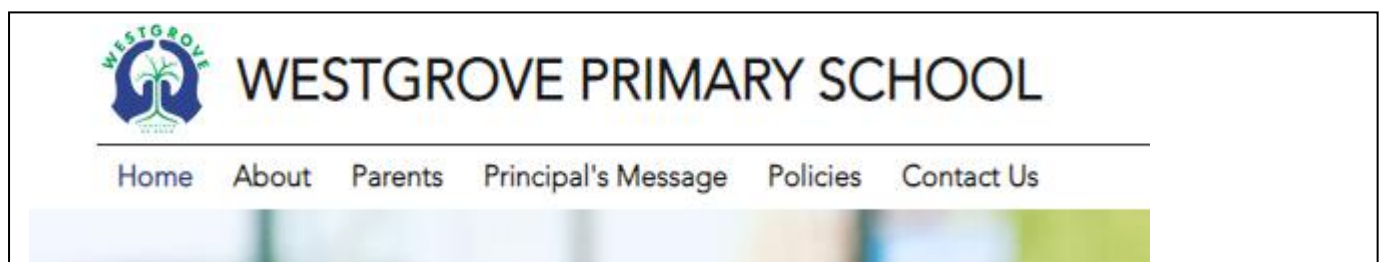 WESTGROVE
WESTGROVE PRIMARY SCHOOL
Home About Parents Principal's Message Policies Contact Us